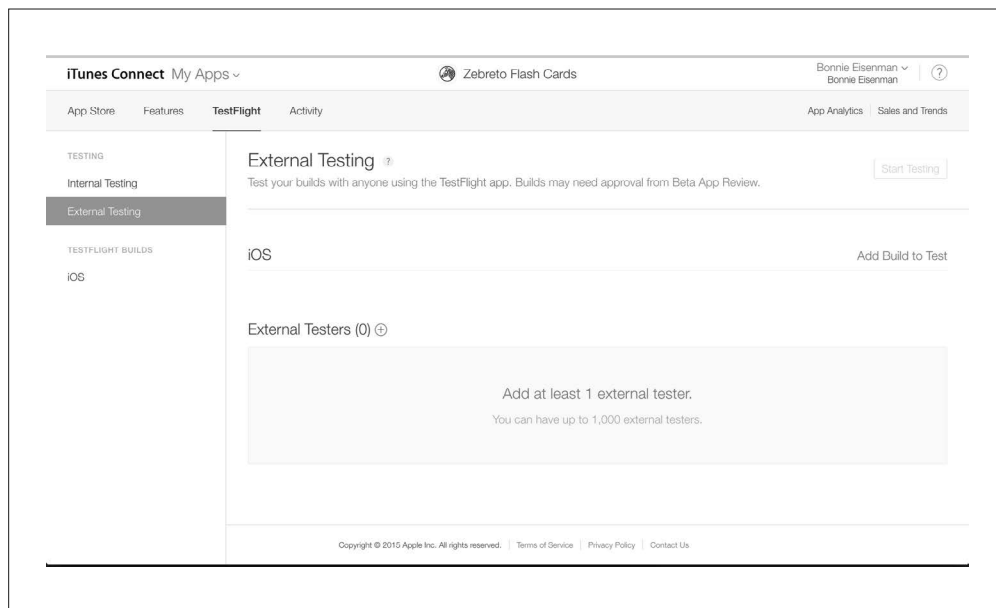 iTunes Connect My Apps
Zebreto Flash Cards
Bonnie Eisenman
Bonnie Eisenman
?
App Store Features TestFlight Activity
App Analytics Sales and Trends
TESTING
Internal Testing
External Testing
TESTFLIGHT BUILDS
iOS
External Testing ?
Test your builds with anyone using the TestFlight app. Builds may need approval from Beta App Review.
Start Testing
iOS
Add Build to Test
External Testers (0)
Add at least 1 external tester.
You can have up to 1,000 external testers.
Copyright © 2015 Apple Inc. All rights reserved. Terms of Service Privacy Policy Contact Us